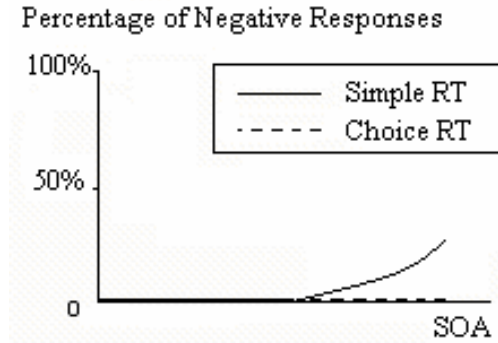 Percentage of Negative Responses
100%
Simple RT
Choice RT
50%
0
SOA